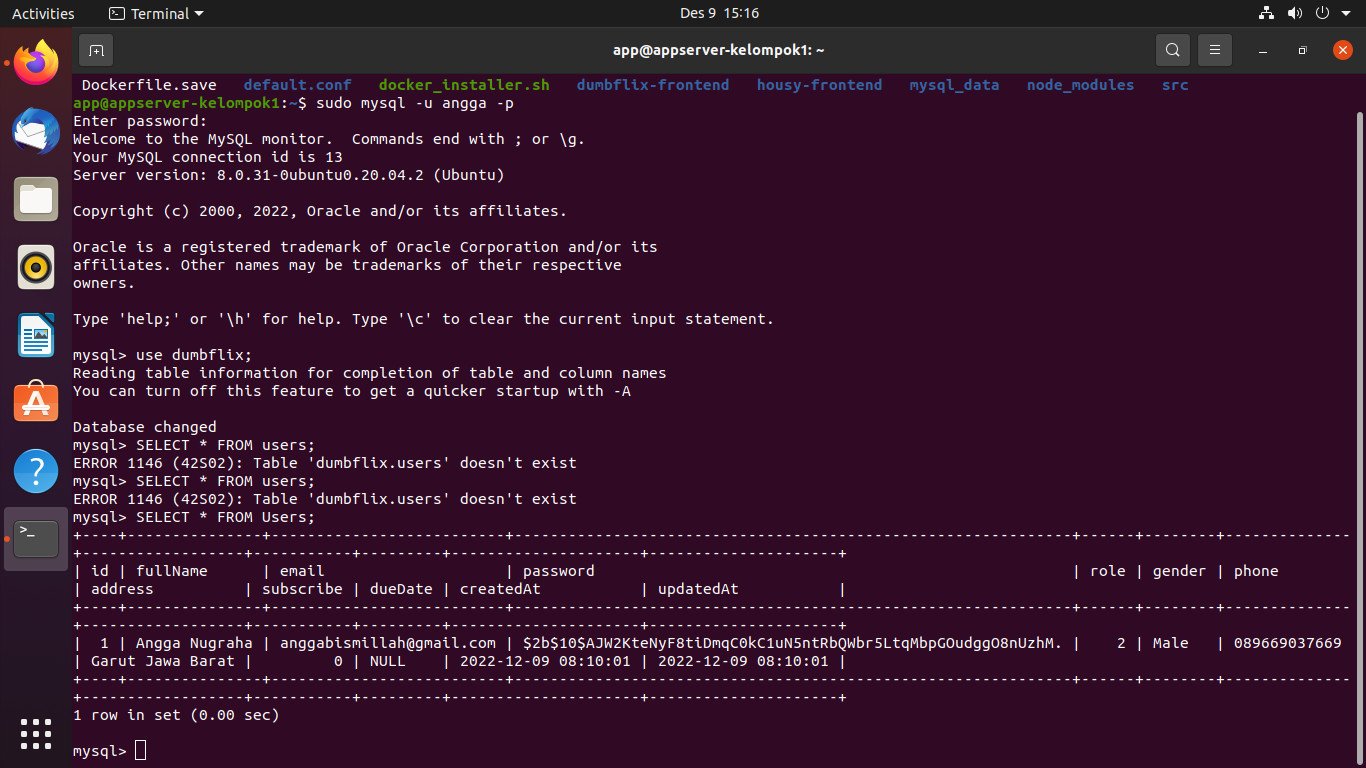 Activities Terminal Des 9 15:16
app@appserver-kelompok1: ~
Dockerfile.save default.conf docker_installer.sh dumbflix-frontend housy-frontend mysql_data node_modules src
app@appserver-kelompok1:~$ sudo mysql -u angga -p
Enter password:
Welcome to the MySQL monitor.  Commands end with ; or \g.
Your MySQL connection id is 13
Server version: 8.0.31-0ubuntu0.20.04.2 (Ubuntu)
Copyright (c) 2000, 2022, Oracle and/or its affiliates.
Oracle is a registered trademark of Oracle Corporation and/or its
affiliates. Other names may be trademarks of their respective
owners.
Type 'help;' or '\h' for help. Type '\c' to clear the current input statement.
mysql> use dumbflix;
Reading table information for completion of table and column names
You can turn off this feature to get a quicker startup with -A
Database changed
mysql> SELECT * FROM users;
ERROR 1146 (42S02): Table 'dumbflix.users' doesn't exist
mysql> SELECT * FROM users;
ERROR 1146 (42S02): Table 'dumbflix.users' doesn't exist
mysql> SELECT * FROM Users;
+----+---------------+--------------------------+--------------------------------------------------------------+------+--------+--------------
+------------------+-----------+---------+---------------------+---------------------+
| id | fullName      | email                    | password                                                     | role | gender | phone
| address          | subscribe | dueDate | createdAt           | updatedAt           |
+----+---------------+--------------------------+--------------------------------------------------------------+------+--------+--------------
+------------------+-----------+---------+---------------------+---------------------+
|  1 | Angga Nugraha | anggabismillah@gmail.com | $2b$10$AJW2KteNyF8tiDmqC0kC1uN5ntRbQWbr5LtqMbpGOudggO8nUzhM. |    2 | Male   | 089669037669
| Garut Jawa Barat |         0 | NULL    | 2022-12-09 08:10:01 | 2022-12-09 08:10:01 |
+----+---------------+--------------------------+--------------------------------------------------------------+------+--------+--------------
+------------------+-----------+---------+---------------------+---------------------+
1 row in set (0.00 sec)
mysql>